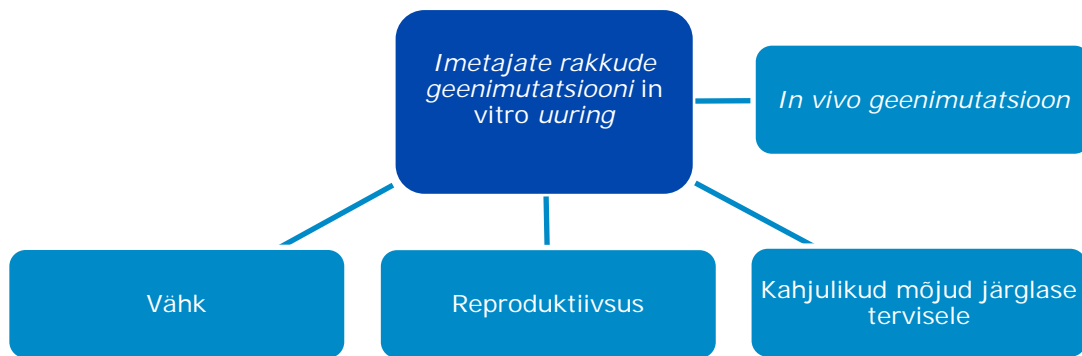 Imetajate rakkude
geenimutatsiooni in
vitro uuring
In vivo geenimutatsioon
Vähk
Reproduktiivsus
Kahjulikud mõjud järglase
tervisele